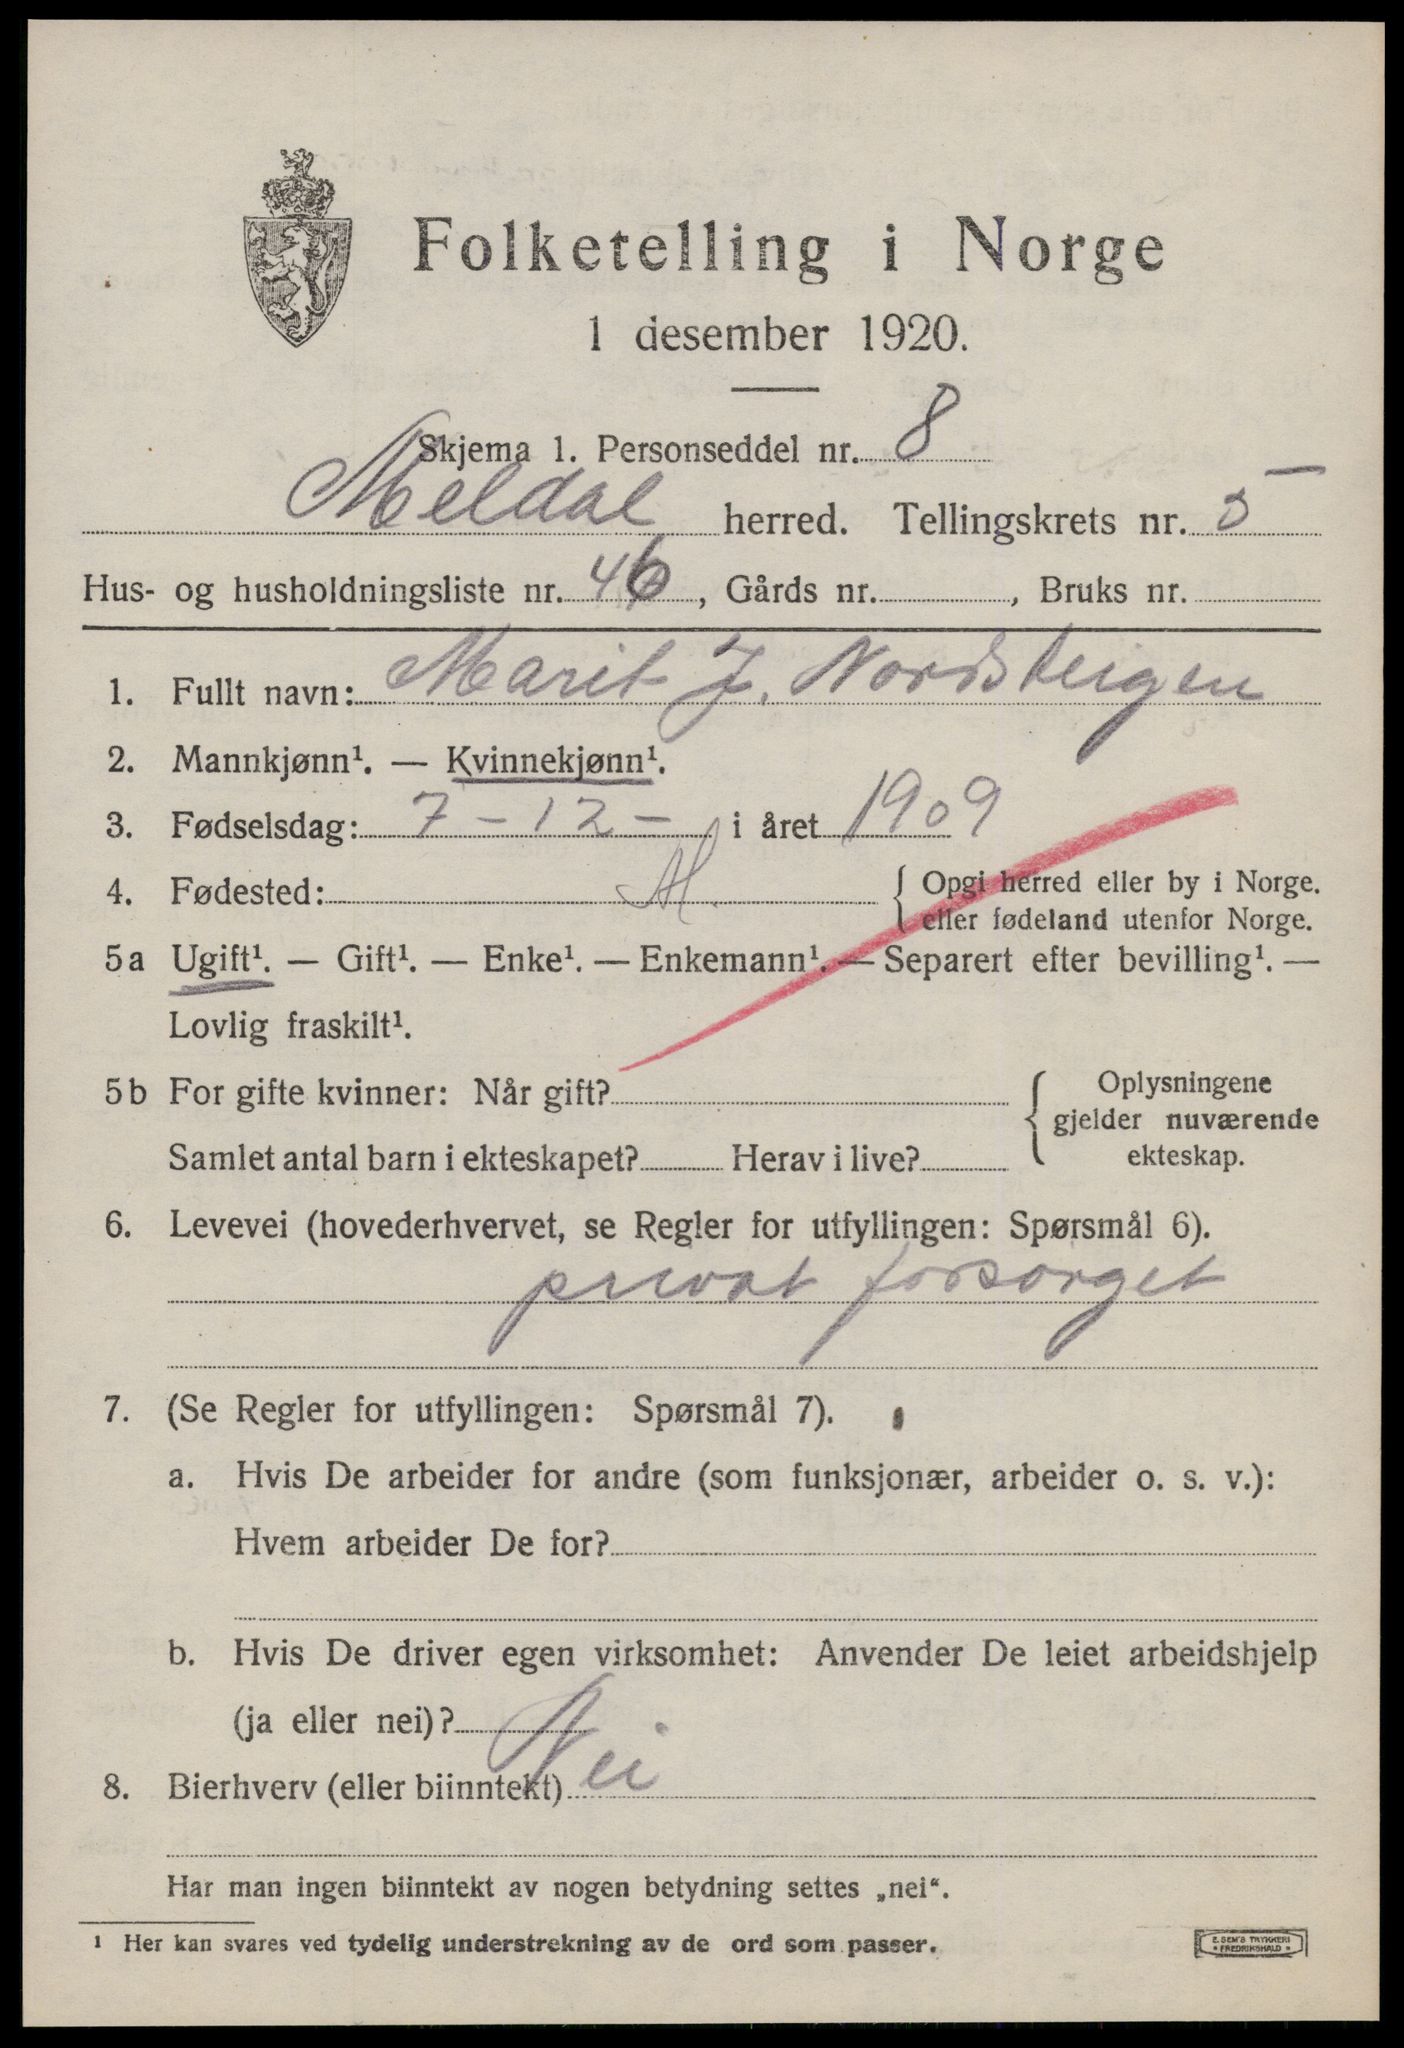 Folketelling i Norge
1 desember 1920.
Skjema 1. Personseddel nr. 8
Meldal herred. Tellingskrets nr. 5
Hus- og husholdningsliste nr. 46, Gårds nr. , Bruks nr.
1. Fullt navn: Marit J. Nordsteigen
2. Mannkjønn¹. — Kvinnekjønn¹.
3. Fødselsdag: 7 - 12 - i året 1909
4. Fødested: M. { Opgi herred eller by i Norge.
eller fødeland utenfor Norge.
5a Ugift¹. — Gift¹. — Enke¹. — Enkemann¹. — Separert efter bevilling¹. —
Lovlig fraskilt¹.
5b For gifte kvinner: Når gift? { Oplysningene
gjelder nuværende
Samlet antal barn i ekteskapet? Herav i live? ekteskap.
6. Levevei (hovederhvervet, se Regler for utfyllingen: Spørsmål 6).
privat forsørget
7. (Se Regler for utfyllingen: Spørsmål 7).
a. Hvis De arbeider for andre (som funksjonær, arbeider o. s. v.):
Hvem arbeider De for?
b. Hvis De driver egen virksomhet: Anvender De leiet arbeidshjelp
(ja eller nei)?
8. Bierhverv (eller biinntekt) Nei
Har man ingen biinntekt av nogen betydning settes „nei“.
¹ Her kan svares ved tydelig understrekning av de ord som passer.
E. SEM'S TRYKKERI
FREDRIKSHALD